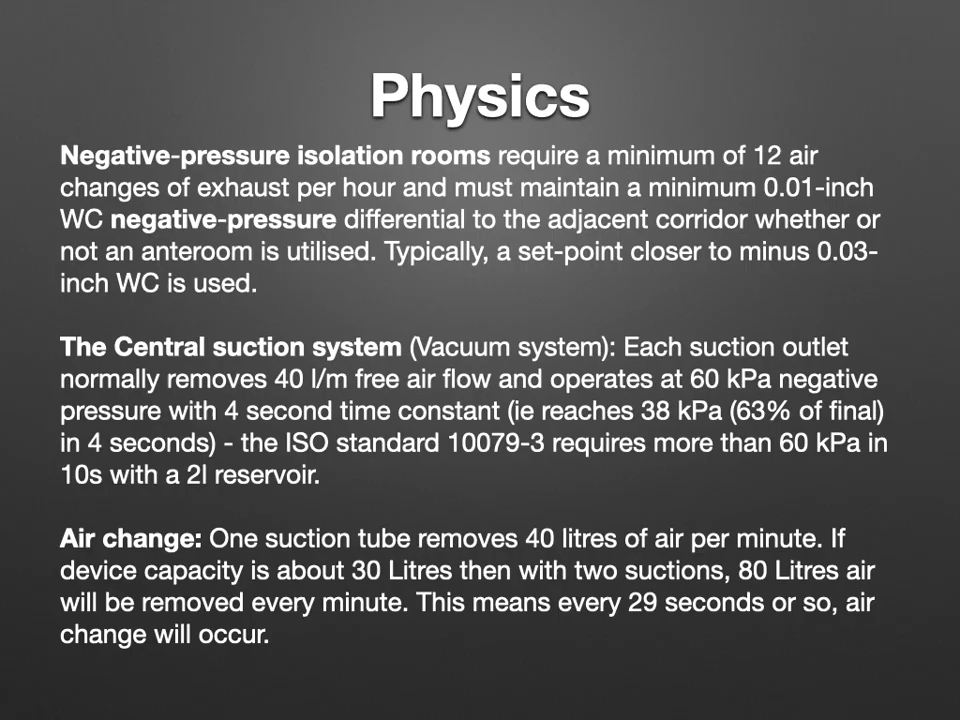 Physics
Negative-pressure isolation rooms require a minimum of 12 air
changes of exhaust per hour and must maintain a minimum 0.01-inch
WC negative-pressure differential to the adjacent corridor whether or
not an anteroom is utilised. Typically, a set-point closer to minus 0.03-
inch WC is used.
The Central suction system (Vacuum system): Each suction outlet
normally removes 40 l/m free air flow and operates at 60 kPa negative
pressure with 4 second time constant (ie reaches 38 kPa (63% of final)
in 4 seconds) - the ISO standard 10079-3 requires more than 60 kPa in
10s with a 2l reservoir.
Air change: One suction tube removes 40 litres of air per minute. If
device capacity is about 30 Litres then with two suctions, 80 Litres air
will be removed every minute. This means every 29 seconds or so, air
change will occur.